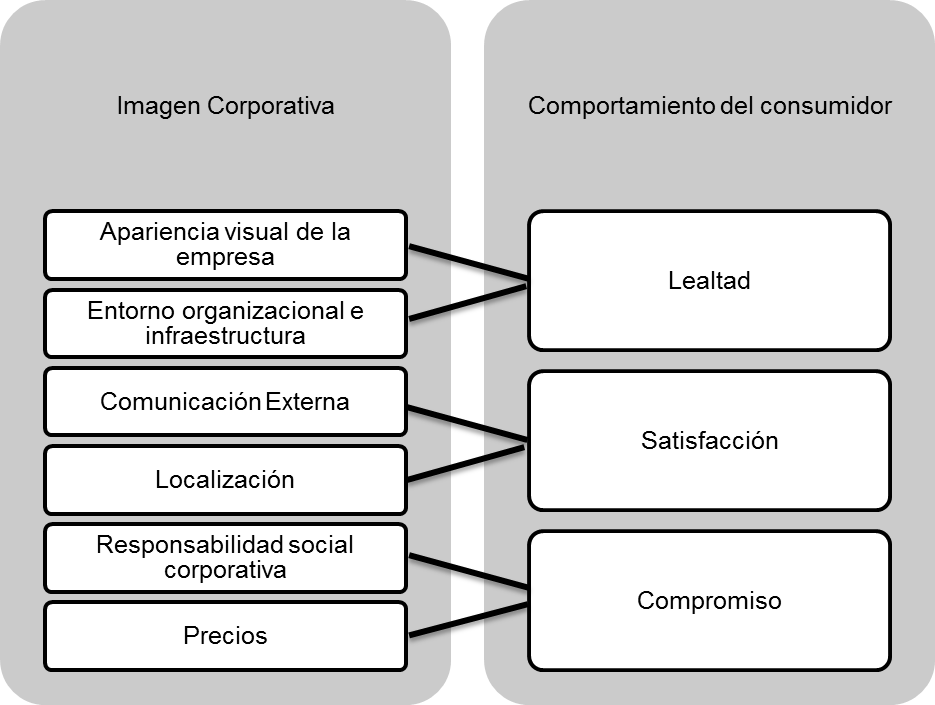 Imagen Corporativa
Apariencia visual de la
empresa
Entorno organizacional e
infraestructura
Comunicación Externa
Localización
Responsabilidad social
corporativa
Precios
Comportamiento del consumidor
Lealtad
Satisfacción
Compromiso